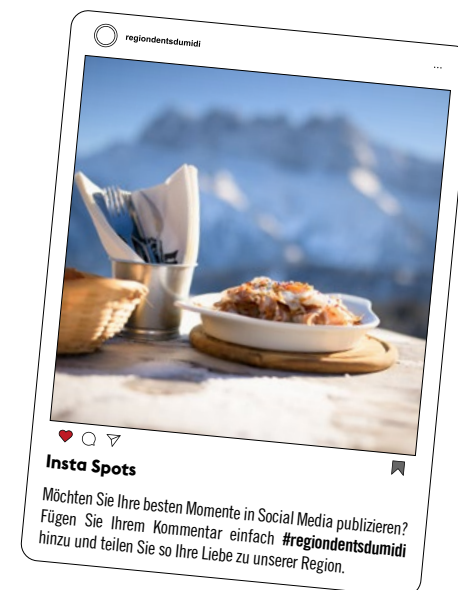 regiondentsdumidi
...
Insta Spots
Möchten Sie Ihre besten Momente in Social Media publizieren?
Fügen Sie Ihrem Kommentar einfach #regiondentsdumidi
hinzu und teilen Sie so Ihre Liebe zu unserer Region.